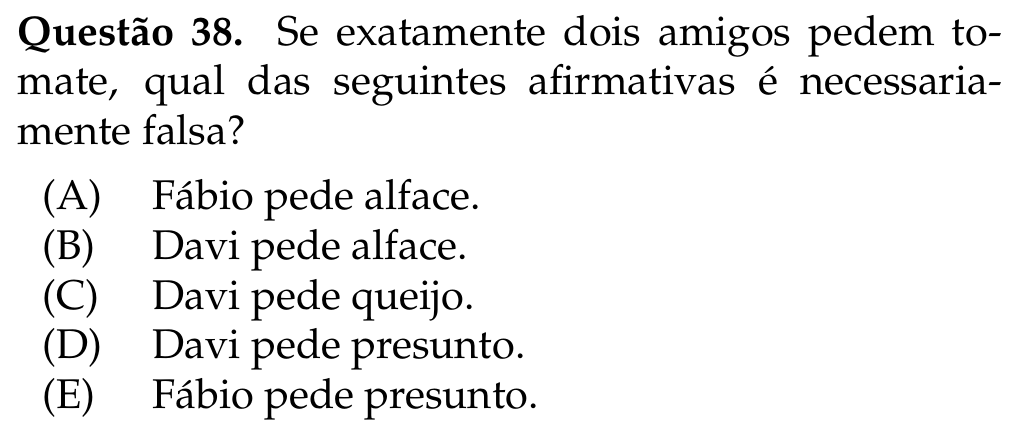 Questão 38. Se exatamente dois amigos pedem to-
mate, qual das seguintes afirmativas é necessaria-
mente falsa?
(A) Fábio pede alface.
(B) Davi pede alface.
(C) Davi pede queijo.
(D) Davi pede presunto.
(E) Fábio pede presunto.